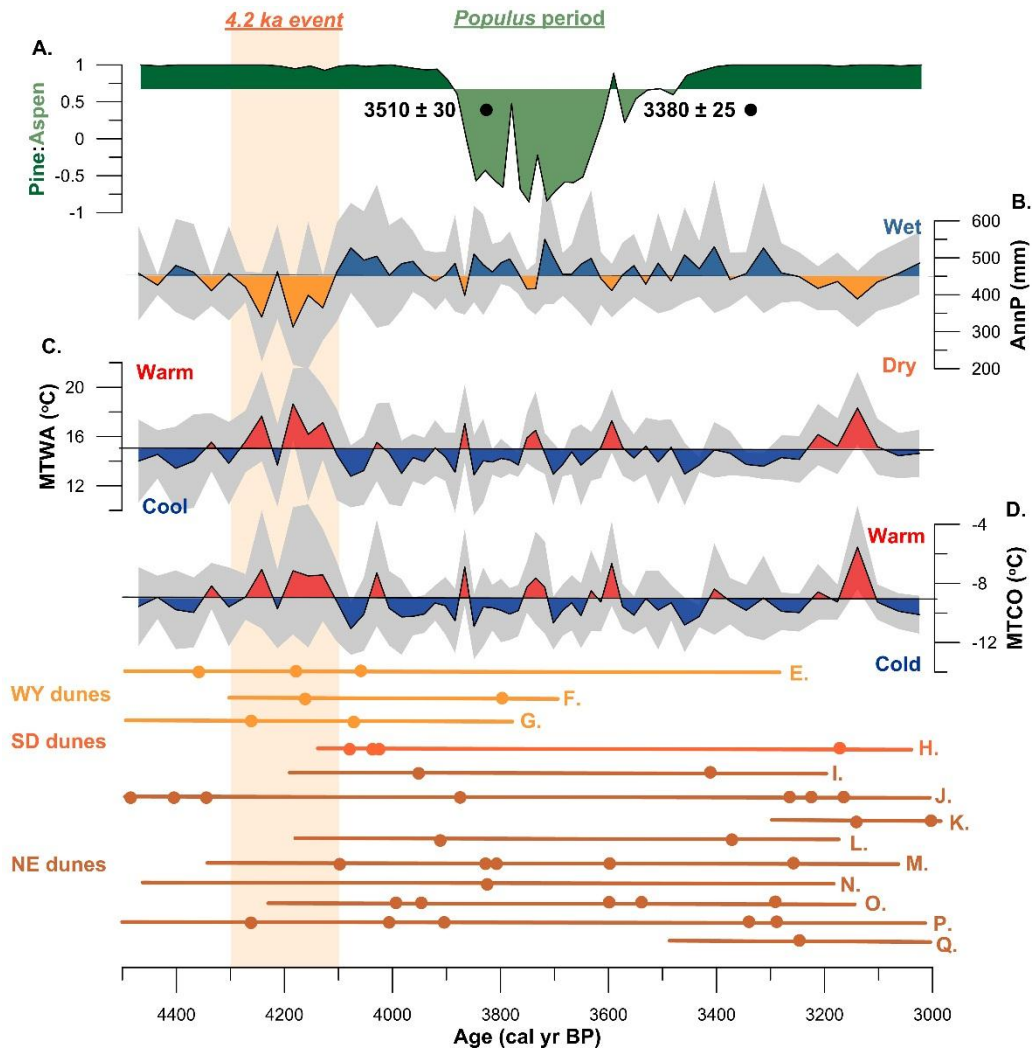 4.2 ka event
Populus period
A.
1
0.5
0
-0.5
-1
Pine:Aspen
3510 ± 30
3380 ± 25
B.
Wet
600
500
400
300
200
AnnP (mm)
Dry
C.
Warm
20
16
12
MTWA (°C)
Cool
D.
Warm
-4
-8
-12
MTCO (°C)
Cold
E.
WY dunes
F.
G.
SD dunes
H.
I.
J.
K.
L.
NE dunes
M.
N.
O.
P.
Q.
4400 4200 4000 3800 3600 3400 3200 3000
Age (cal yr BP)